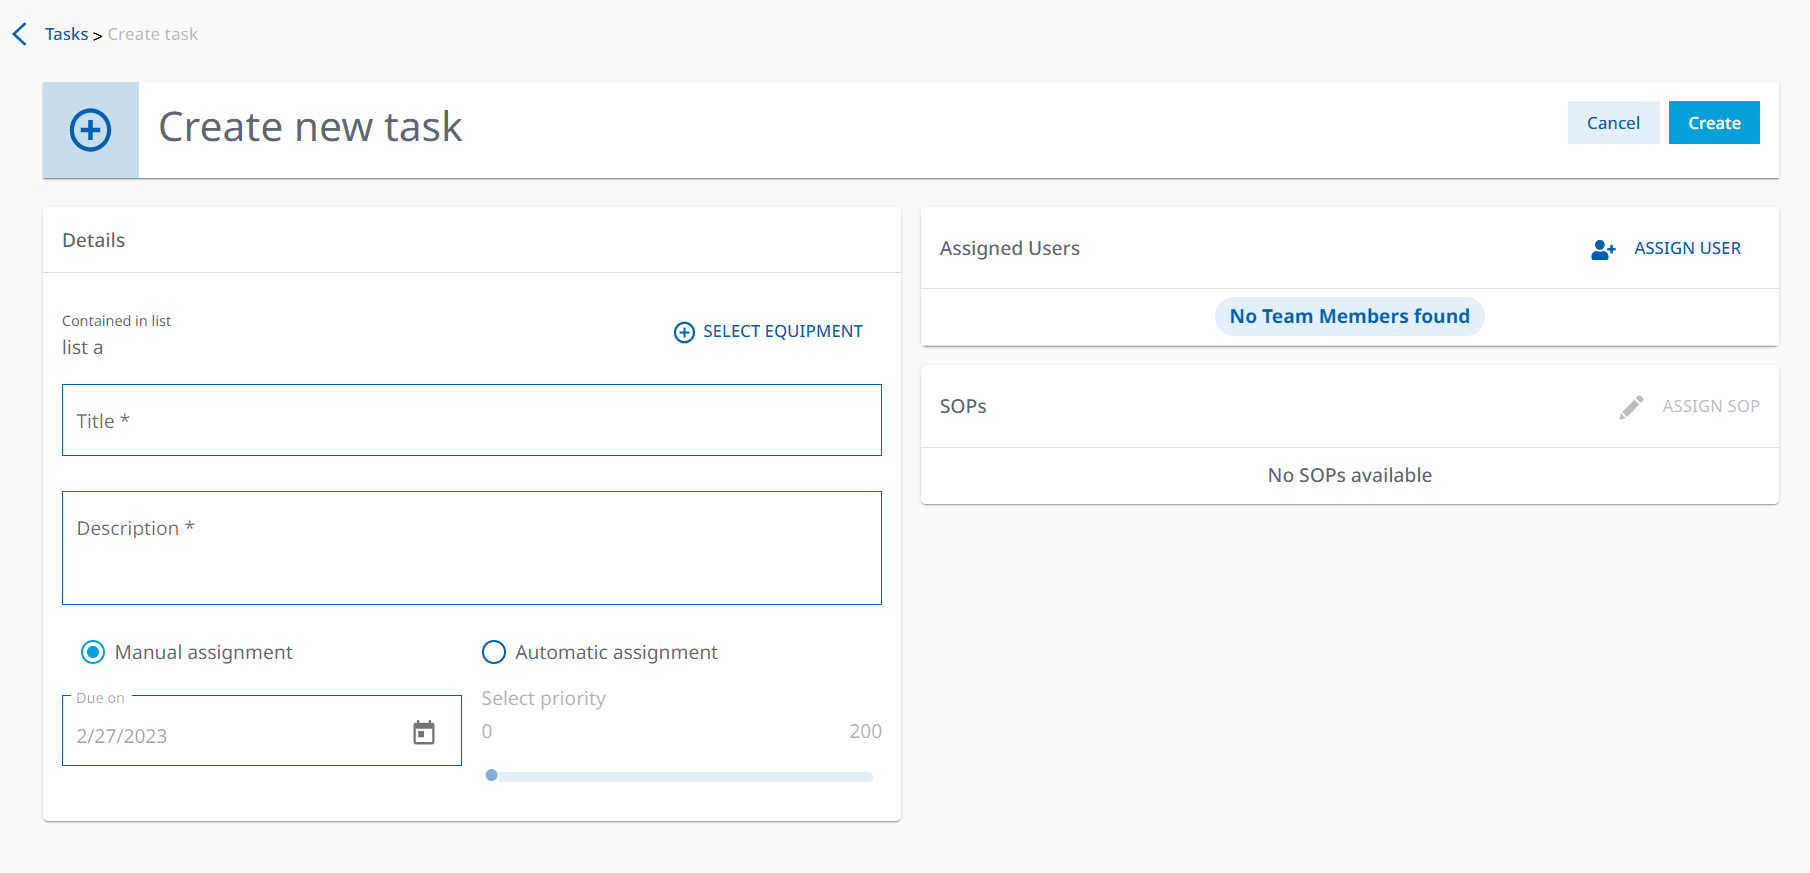 Tasks > Create task
Create new task
Cancel
Create
Details
Contained in list
list a
SELECT EQUIPMENT
Title *
Description *
Manual assignment
Automatic assignment
Due on
2/27/2023
Select priority
0
200
Assigned Users
ASSIGN USER
No Team Members found
SOPs
ASSIGN SOP
No SOPs available